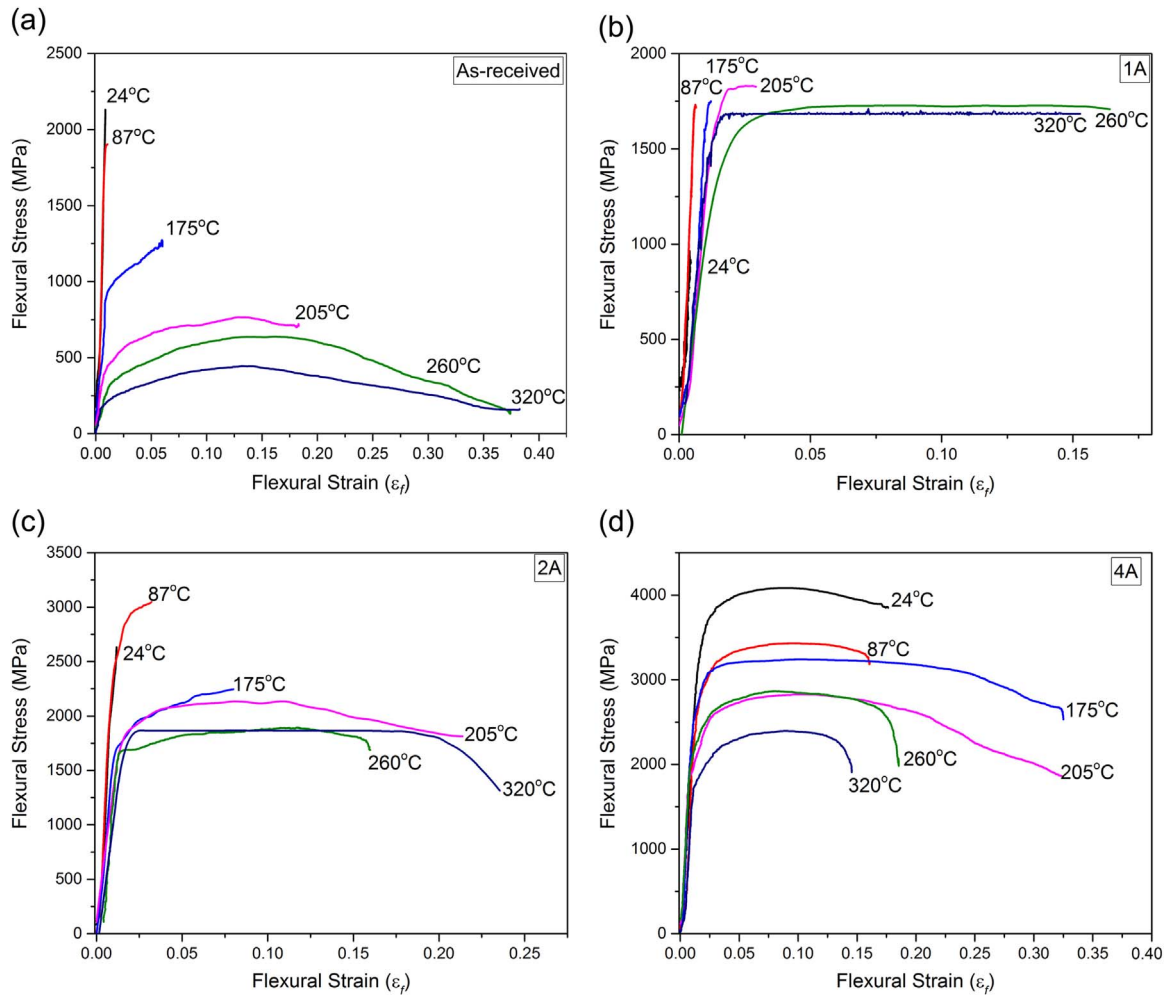 (a)
As-received
2500
2000
1500
1000
500
0
Flexural Stress (MPa)
24°C
87°C
175°C
205°C
260°C
320°C
0.00 0.05 0.10 0.15 0.20 0.25 0.30 0.35 0.40
Flexural Strain (εf)
(b)
1A
2000
1500
1000
500
0
Flexural Stress (MPa)
175°C
87°C
205°C
320°C
260°C
24°C
0.00 0.05 0.10 0.15
Flexural Strain (εf)
(c)
2A
3500
3000
2500
2000
1500
1000
500
0
Flexural Stress (MPa)
87°C
24°C
175°C
205°C
260°C
320°C
0.00 0.05 0.10 0.15 0.20 0.25
Flexural Strain (εf)
(d)
4A
4000
3000
2000
1000
0
Flexural Stress (MPa)
24°C
87°C
175°C
260°C
205°C
320°C
0.00 0.05 0.10 0.15 0.20 0.25 0.30 0.35 0.40
Flexural Strain (εf)